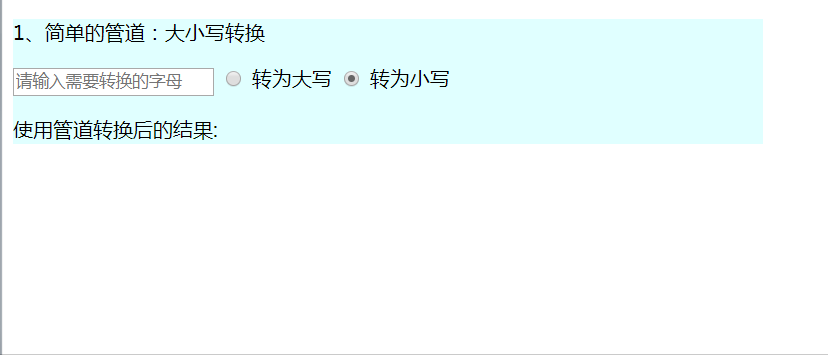 1、简单的管道：大小写转换
请输入需要转换的字母 转为大写 转为小写
使用管道转换后的结果: